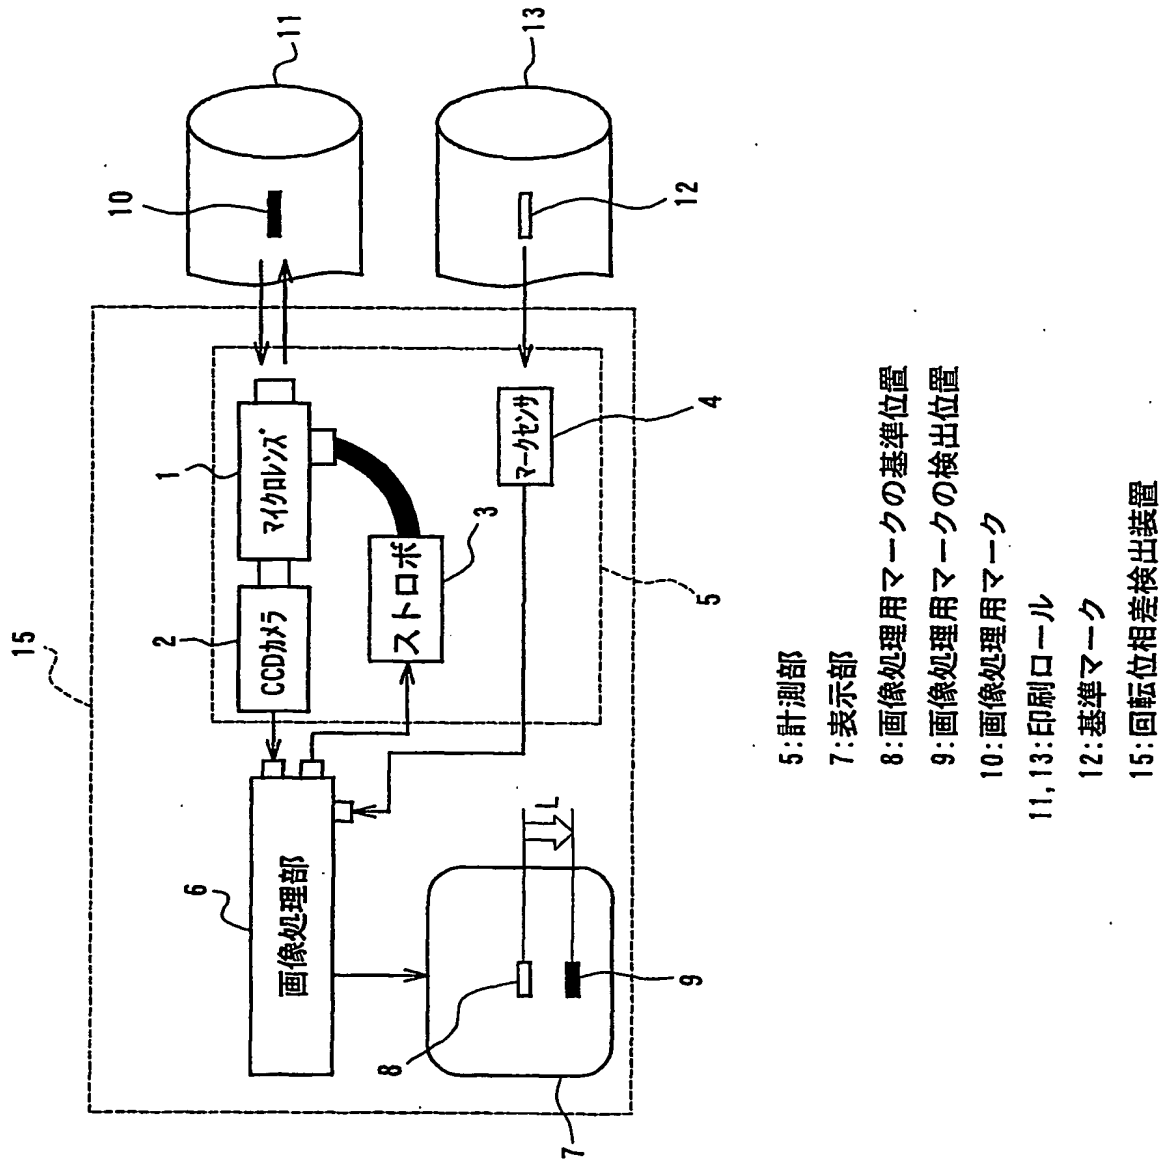 15
11
13
10
12
1
マイクロレンズ
2
CCDカメラ
3
ストロボ
4
マークセンサ
5
6
画像処理部
L
8
9
7
5:計測部
7:表示部
8:画像処理用マークの基準位置
9:画像処理用マークの検出位置
10:画像処理用マーク
11,13:印刷ロール
12:基準マーク
15:回転位相差検出装置